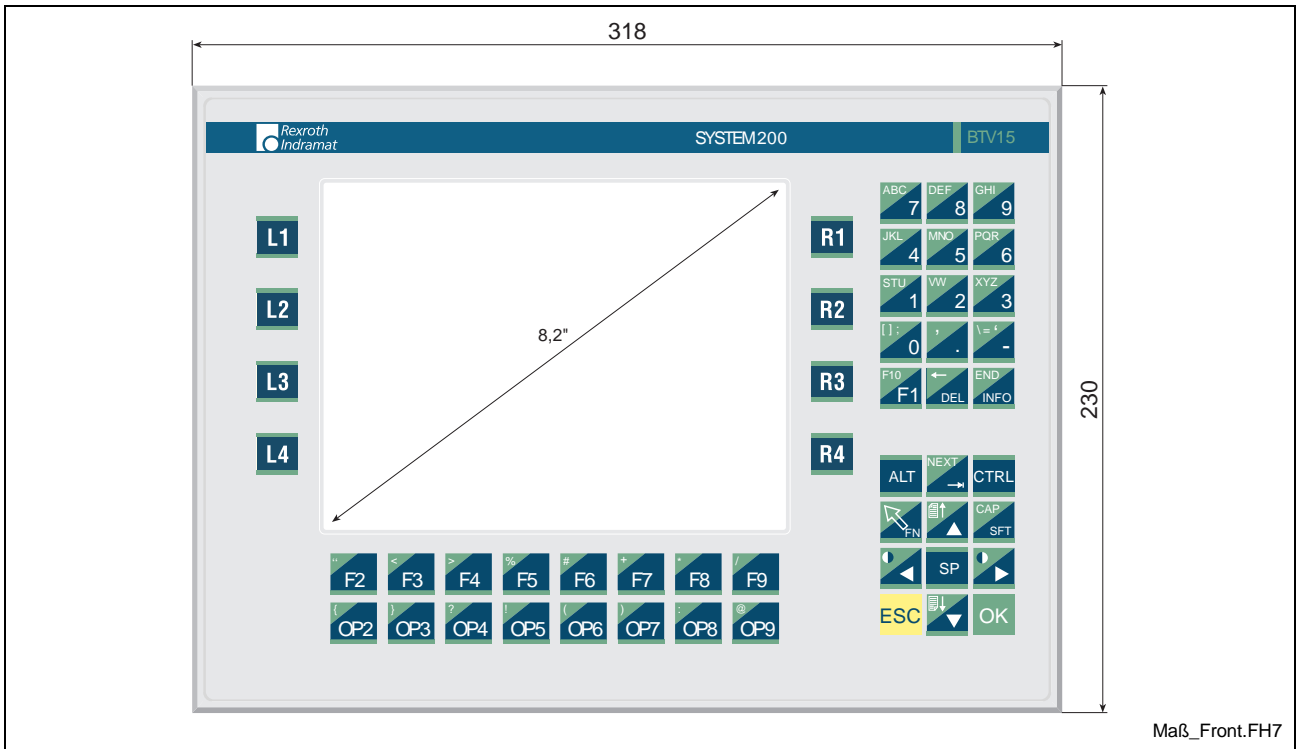 318
Rexroth
Indramat
SYSTEM200
BTV15
ABC 7 DEF 8 GHI 9
L1
R1
JKL 4 MNO 5 PQR 6
STU 1 VW 2 XYZ 3
L2
R2
8,2"
[ ] ; 0 , . \ = ‘ -
L3
R3
F10 F1 ← DEL END INFO
230
L4
R4
ALT NEXT CTRL
FN CAP SFT
SP
ESC OK
" F2 < F3 > F4 % F5 # F6 + F7 * F8 / F9
{ OP2 } OP3 ? OP4 ! OP5 ( OP6 ) OP7 : OP8 @ OP9
Maß_Front.FH7